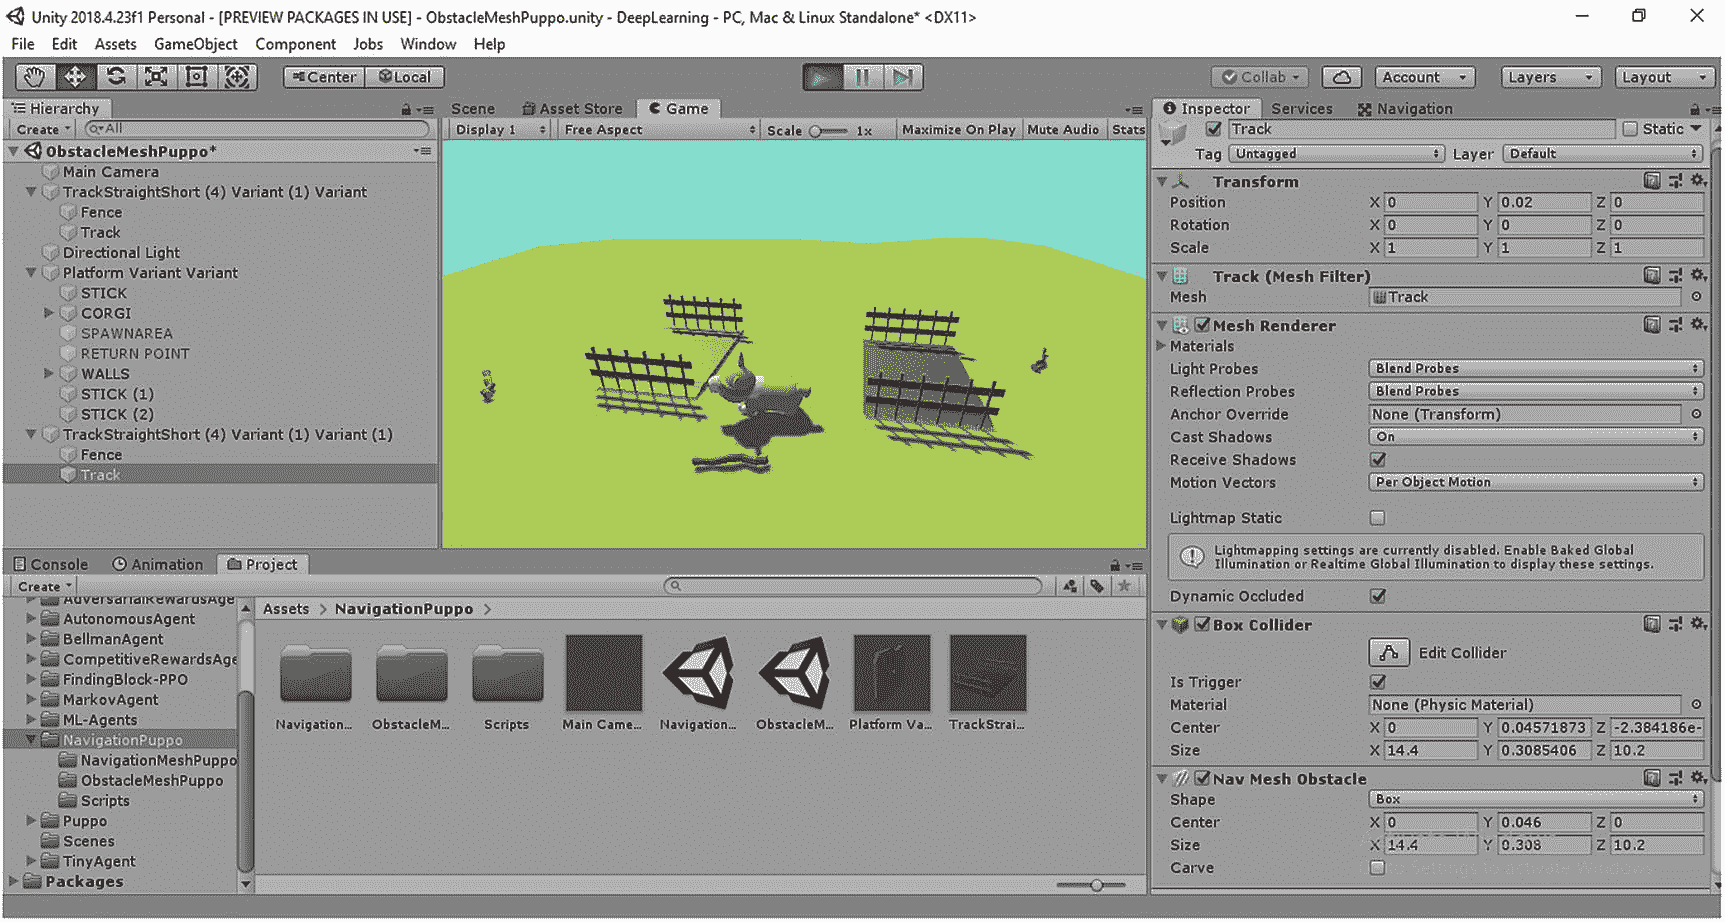 Unity 2018.4.23f1 Personal - [PREVIEW PACKAGES IN USE] - ObstacleMeshPuppo.unity - DeepLearning - PC, Mac & Linux Standalone* <DX11>
File Edit Assets GameObject Component Jobs Window Help
Center Local Collab Account Layers Layout
Hierarchy
Create All
ObstacleMeshPuppo*
Main Camera
TrackStraightShort (4) Variant (1) Variant
Fence
Track
Directional Light
Platform Variant Variant
STICK
CORGI
SPAWNAREA
RETURN POINT
WALLS
STICK (1)
STICK (2)
TrackStraightShort (4) Variant (1) Variant (1)
Fence
Track
Scene Asset Store Game
Display 1 Free Aspect Scale 1x Maximize On Play Mute Audio Stats
Console Animation Project
Create
AdversarialRewardsAge
AutonomousAgent
BellmanAgent
CompetitiveRewardsAge
FindingBlock-PPO
MarkovAgent
ML-Agents
NavigationPuppo
NavigationMeshPuppo
ObstacleMeshPuppo
Scripts
Puppo
Scenes
TinyAgent
Packages
Assets > NavigationPuppo >
Navigation... ObstacleM... Scripts Main Came... Navigation... ObstacleM... Platform Va... TrackStrai...
Inspector Services Navigation
Track Static
Tag Untagged Layer Default
Transform
Position X 0 Y 0.02 Z 0
Rotation X 0 Y 0 Z 0
Scale X 1 Y 1 Z 1
Track (Mesh Filter)
Mesh Track
Mesh Renderer
Materials
Light Probes Blend Probes
Reflection Probes Blend Probes
Anchor Override None (Transform)
Cast Shadows On
Receive Shadows
Motion Vectors Per Object Motion
Lightmap Static
Lightmapping settings are currently disabled. Enable Baked Global
Illumination or Realtime Global Illumination to display these settings.
Dynamic Occluded
Box Collider
Edit Collider
Is Trigger
Material None (Physic Material)
Center X 0 Y 0.04571873 Z -2.384186e-
Size X 14.4 Y 0.3085406 Z 10.2
Nav Mesh Obstacle
Shape Box
Center X 0 Y 0.046 Z 0
Size X 14.4 Y 0.308 Z 10.2
Carve